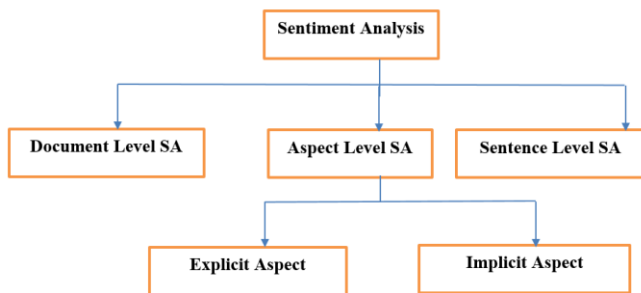 Sentiment Analysis
Document Level SA
Aspect Level SA
Sentence Level SA
Explicit Aspect
Implicit Aspect